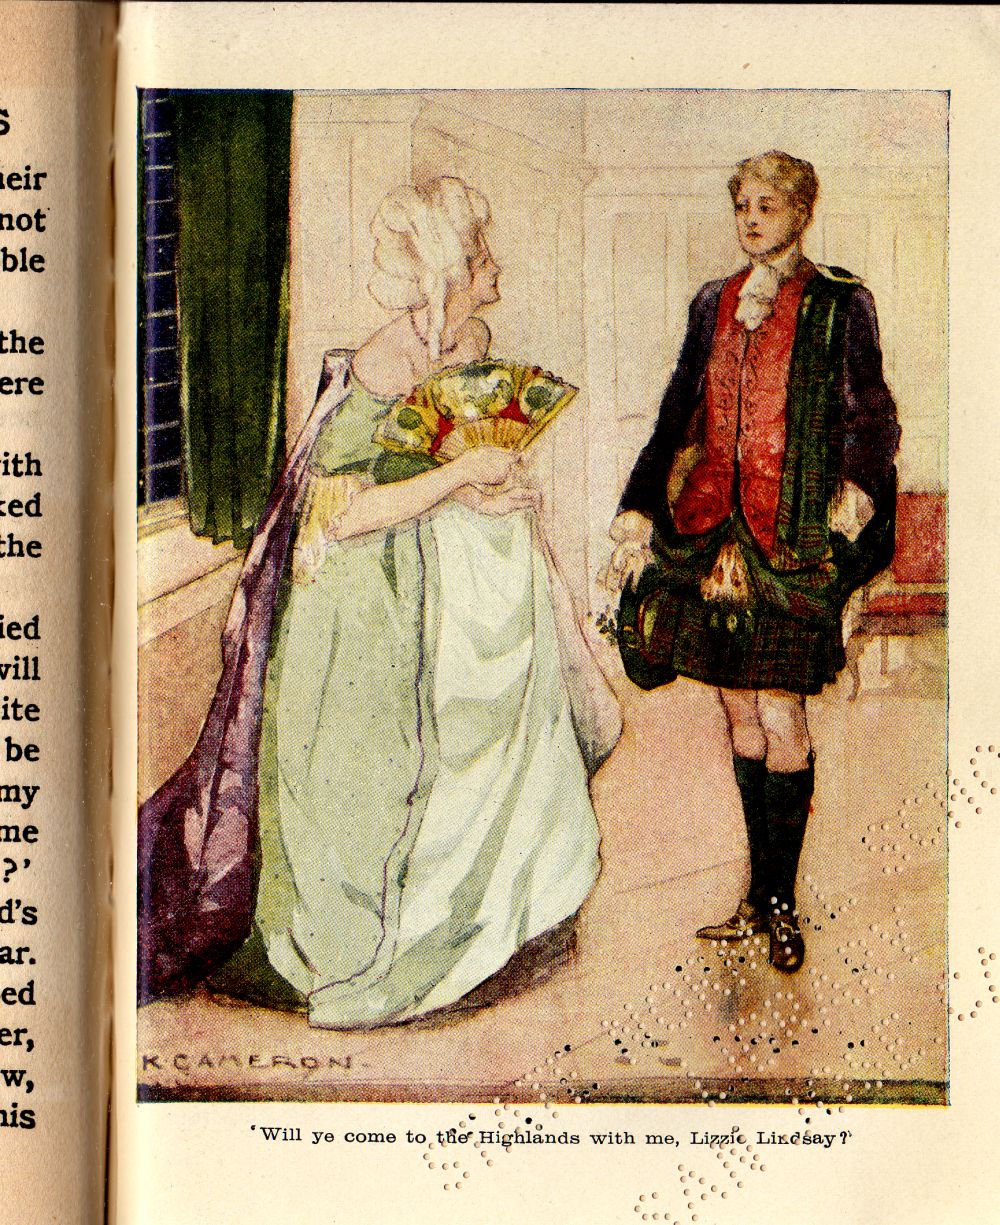 S
heir
not
ble
the
ere
ith
ked
the
ied
will
ite
be
my
me
?'
d's
ar.
ed
er,
w,
his
K. CAMERON.
'Will ye come to the Highlands with me, Lizzie Lindsay?'